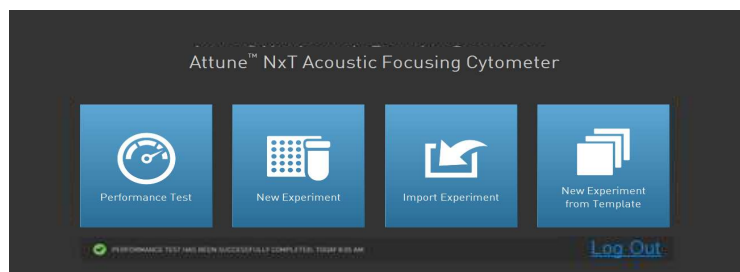 Attune™ NxT Acoustic Focusing Cytometer
Performance Test
New Experiment
Import Experiment
New Experiment
from Template
PERFORMANCE TEST HAS BEEN SUCCESSFULLY COMPLETED. TODAY 8:05 AM
Log Out